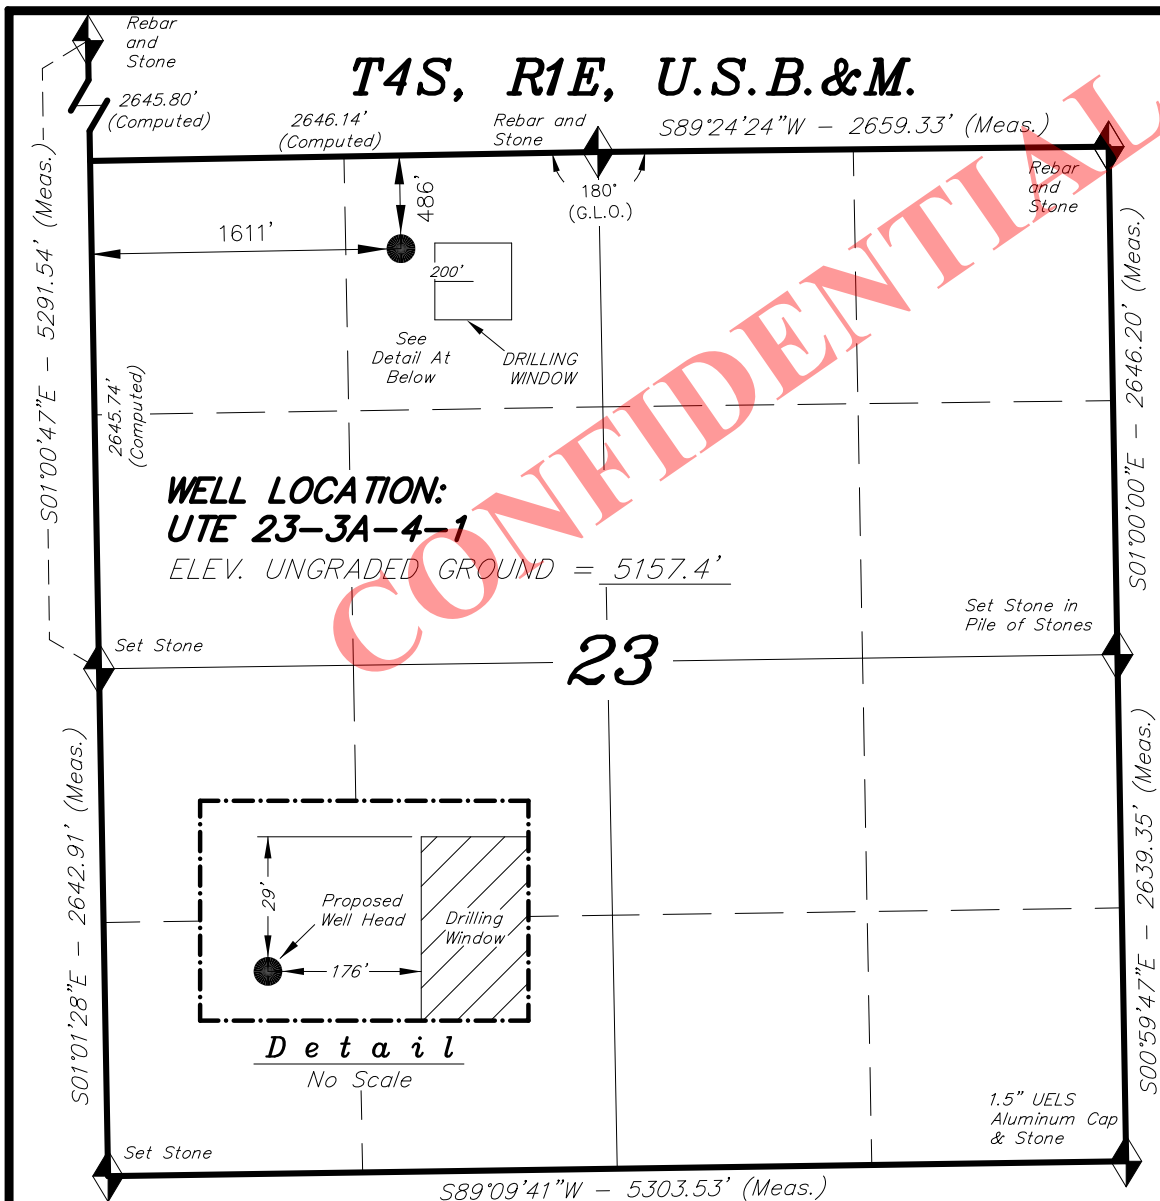 Rebar
and
Stone
T4S, R1E, U.S.B.&M.
2645.80'
(Computed)
2646.14'
(Computed)
Rebar and
Stone
S89°24'24"W - 2659.33' (Meas.)
Rebar
and
Stone
180°
(G.L.O.)
486'
1611'
200'
See
Detail At
Below
DRILLING
WINDOW
S01°00'47"E - 5291.54' (Meas.)
2645.74'
(Computed)
S01°00'00"E - 2646.20' (Meas.)
CONFIDENTIAL
WELL LOCATION:
UTE 23-3A-4-1
ELEV. UNGRADED GROUND = 5157.4'
Set Stone in
Pile of Stones
Set Stone
23
S01°01'28"E - 2642.91' (Meas.)
S00°59'47"E - 2639.35' (Meas.)
29'
Proposed
Well Head
Drilling
Window
176'
Detail
No Scale
1.5" UELS
Aluminum Cap
& Stone
Set Stone
S89°09'41"W - 5303.53' (Meas.)